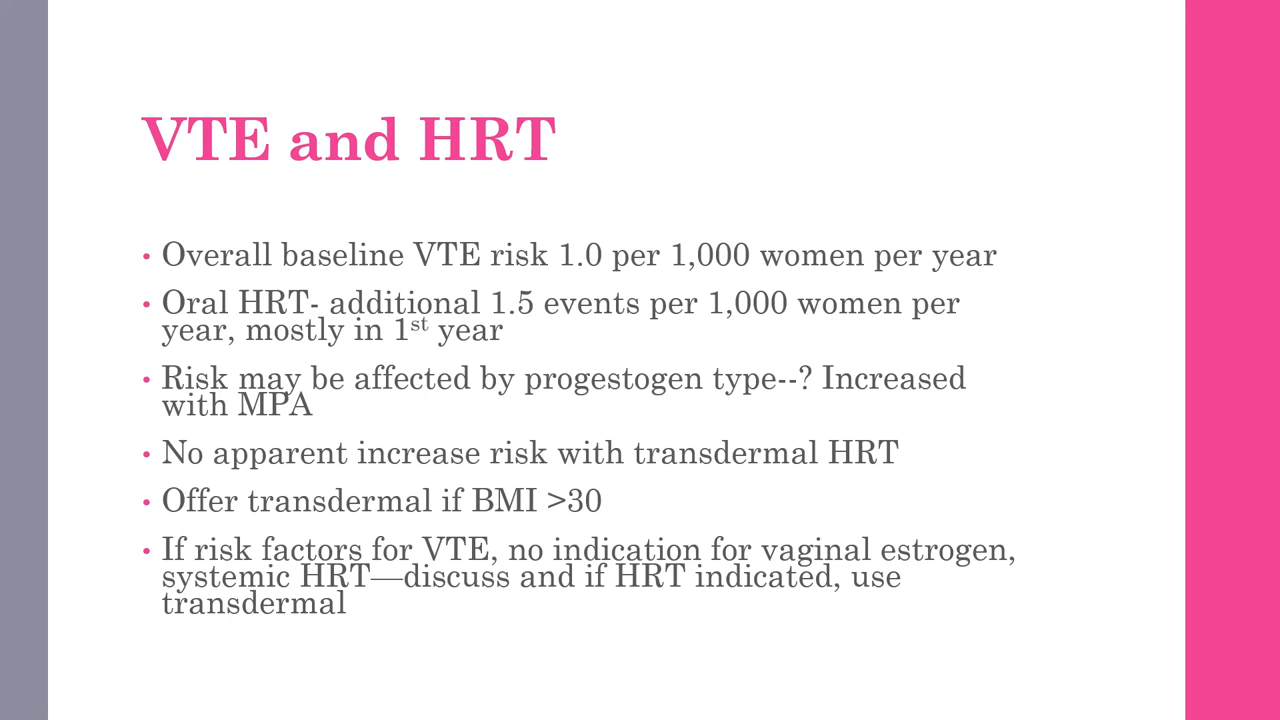 VTE and HRT
• Overall baseline VTE risk 1.0 per 1,000 women per year
• Oral HRT- additional 1.5 events per 1,000 women per
year, mostly in 1st year
• Risk may be affected by progestogen type--? Increased
with MPA
• No apparent increase risk with transdermal HRT
• Offer transdermal if BMI >30
• If risk factors for VTE, no indication for vaginal estrogen,
systemic HRT—discuss and if HRT indicated, use
transdermal